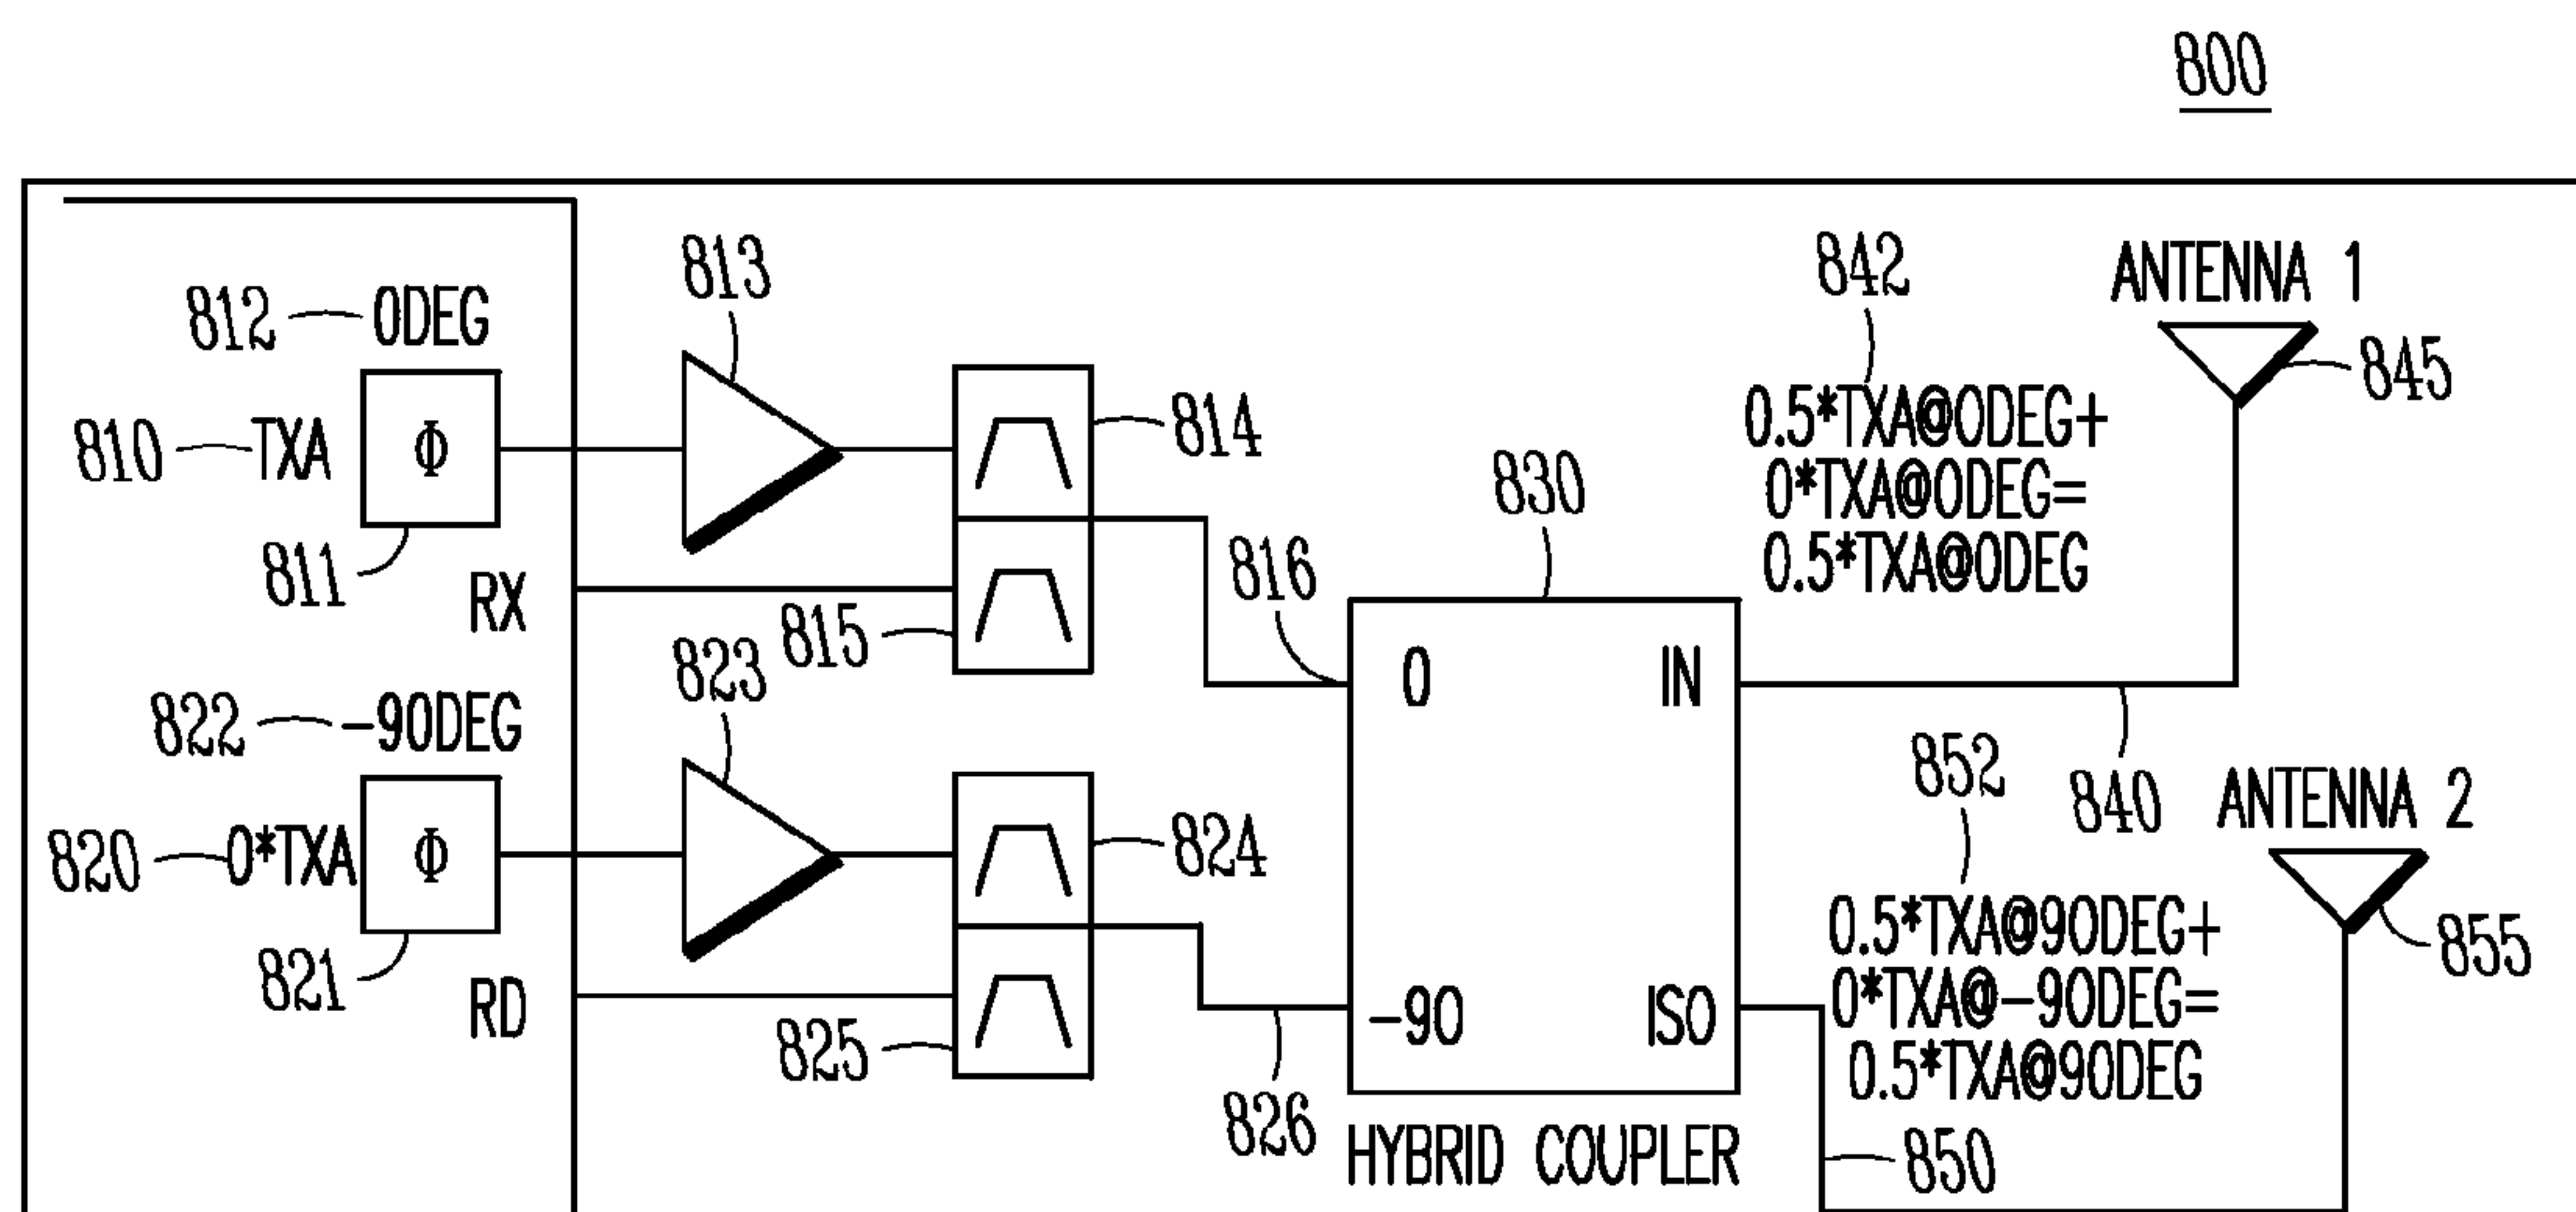 800
812
0DEG
810
TXA
Φ
811
RX
813
814
815
816
822
-90DEG
820
0*TXA
Φ
821
RD
823
824
825
826
830
0
IN
-90
ISO
HYBRID COUPLER
842
0.5*TXA@0DEG+
0*TXA@0DEG=
0.5*TXA@0DEG
ANTENNA 1
845
840
852
0.5*TXA@90DEG+
0*TXA@-90DEG=
0.5*TXA@90DEG
ANTENNA 2
855
850